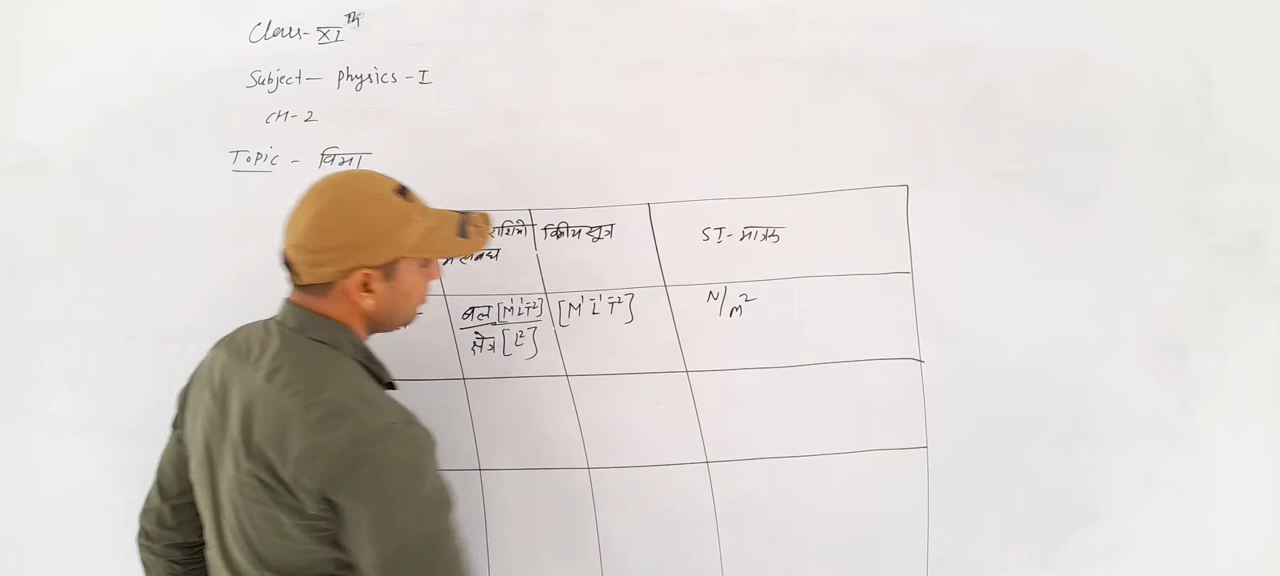 Class-XI Th
Subject- Physics-I
CH-2
Topic- विमा
राशियो
में संबंध
विमीय सूत्र
SI-मात्रक
बल [M¹L¹T⁻²]
क्षेत्र [L²]
[M¹L⁻¹T⁻²]
N/m²